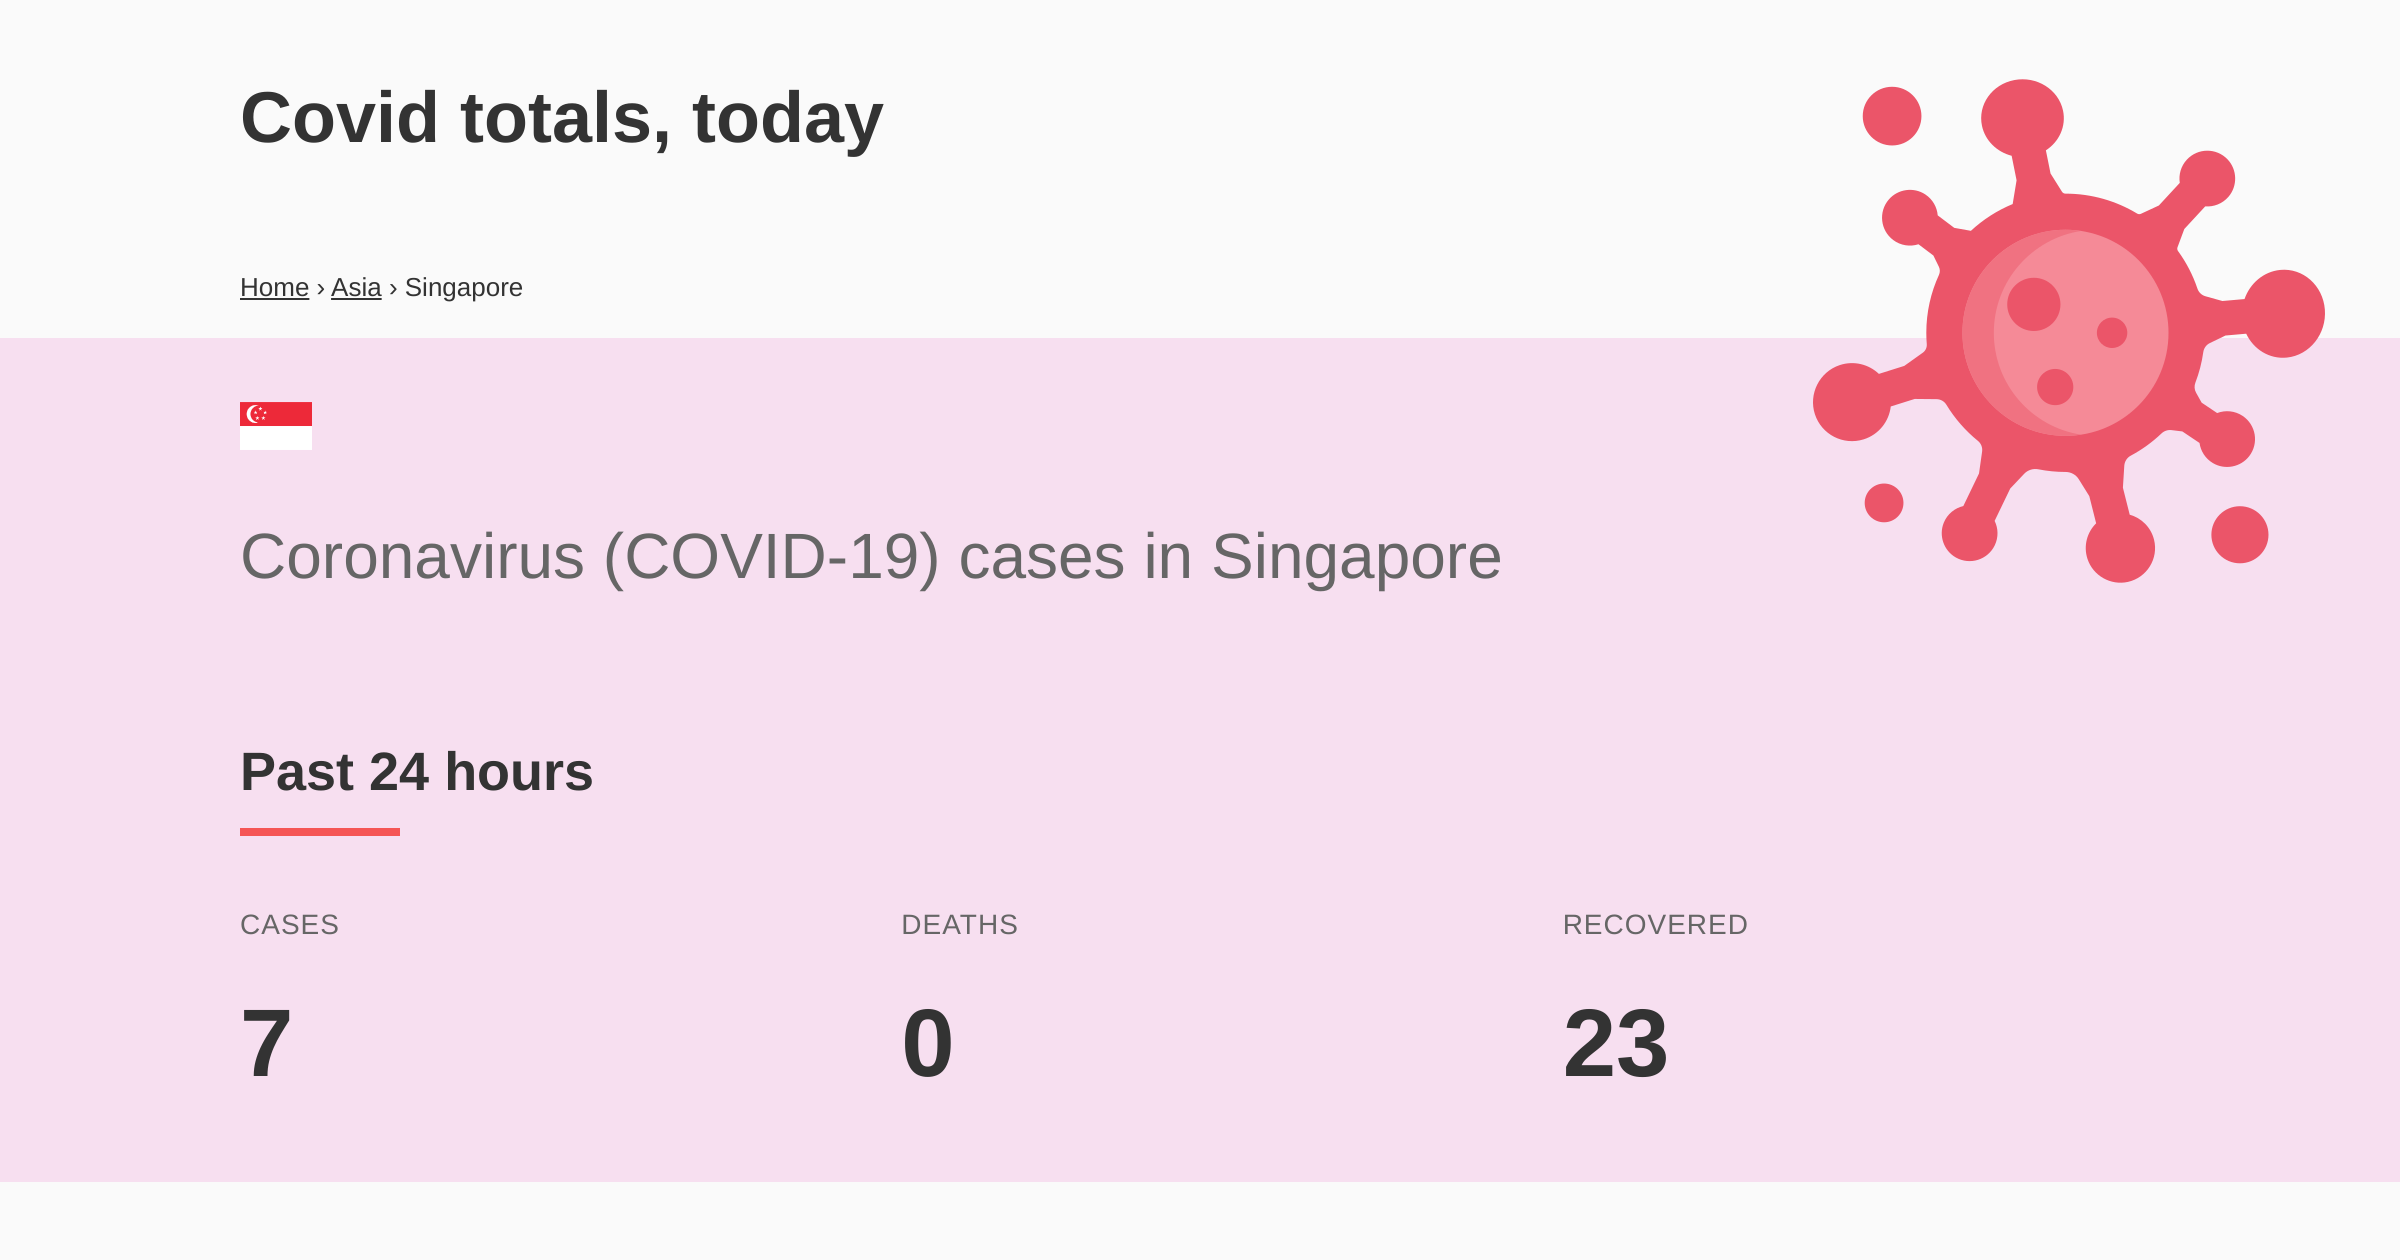 Covid totals, today
Home › Asia › Singapore
Coronavirus (COVID-19) cases in Singapore
Past 24 hours
CASES
DEATHS
RECOVERED
7
0
23